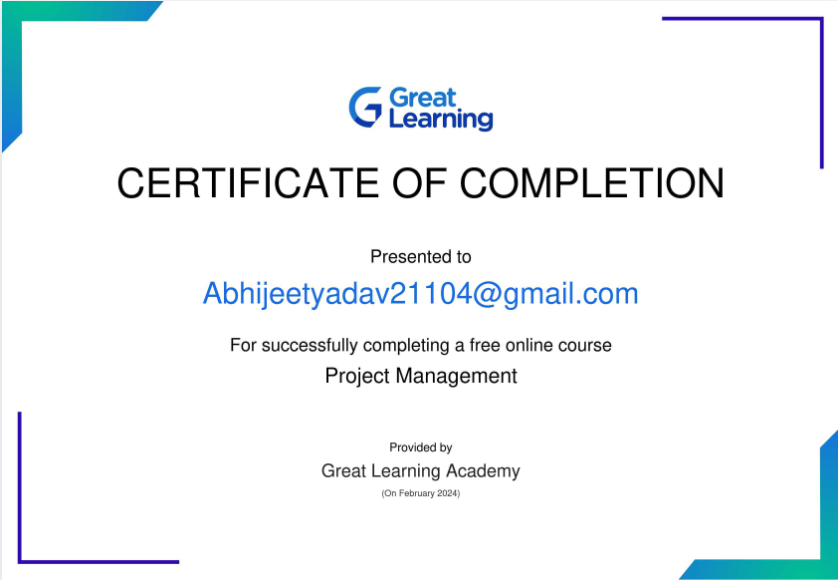 Great
Learning
CERTIFICATE OF COMPLETION
Presented to
Abhijeetyadav21104@gmail.com
For successfully completing a free online course
Project Management
Provided by
Great Learning Academy
(On February 2024)